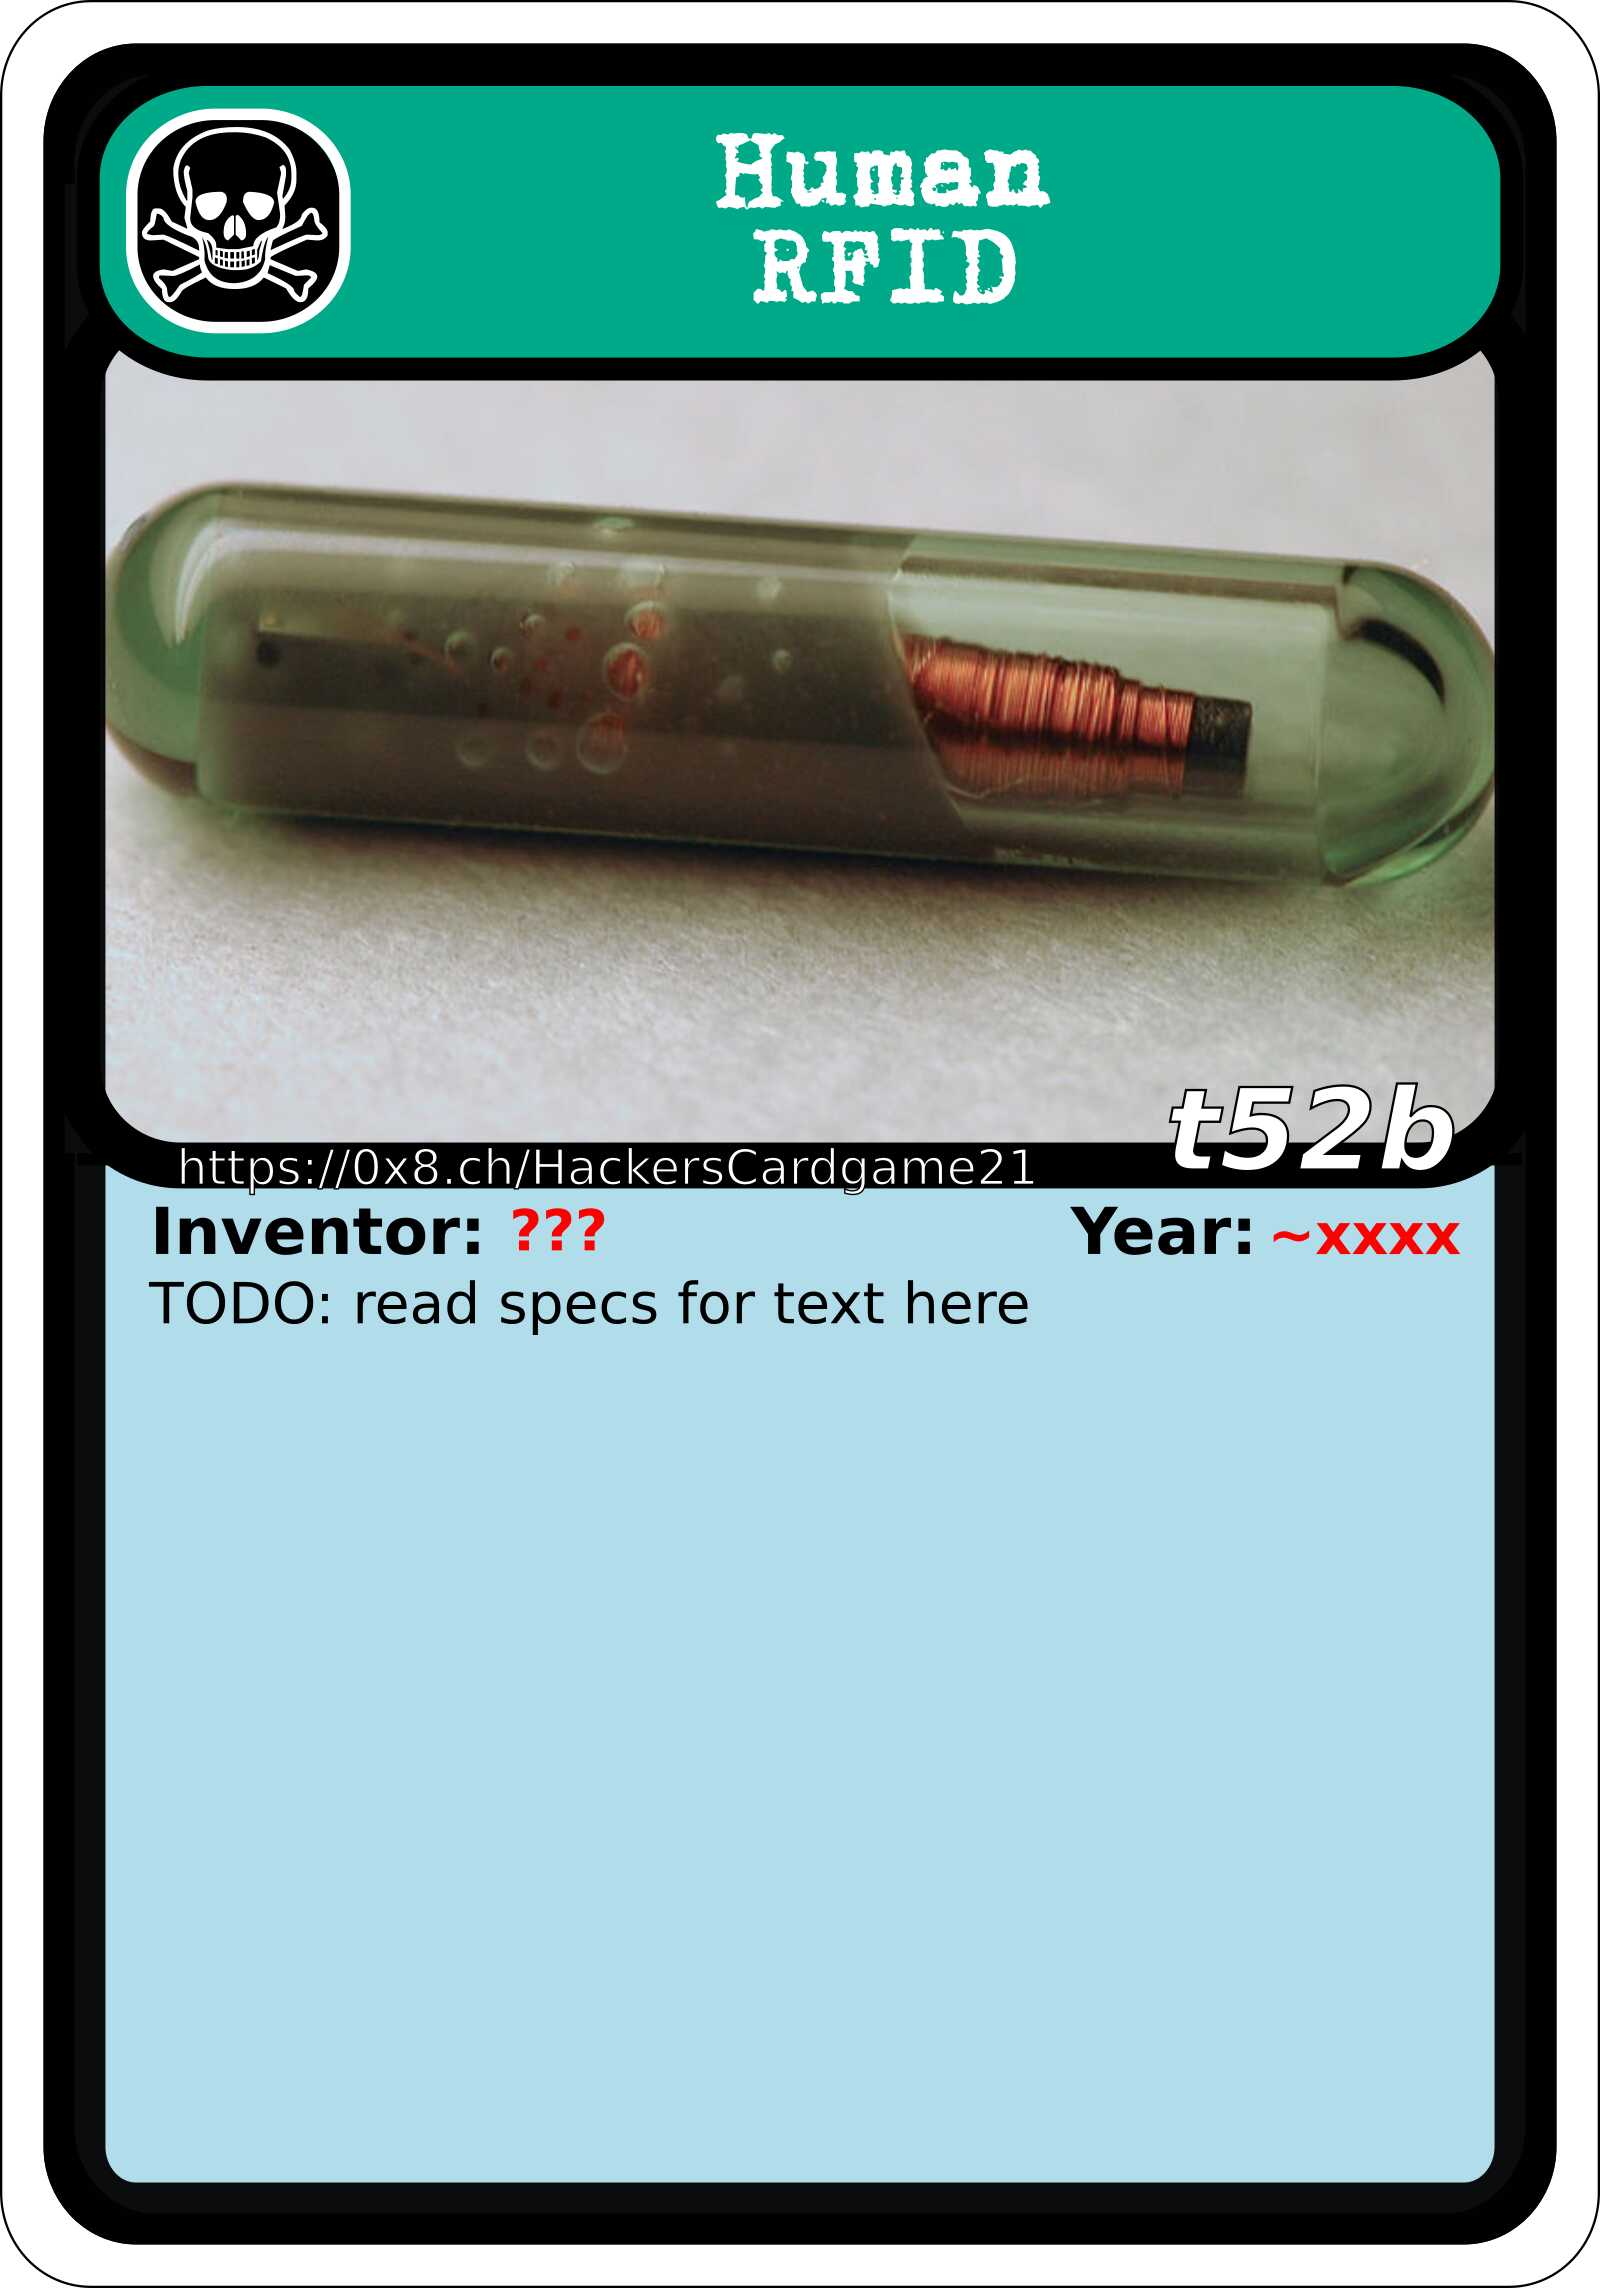 Human
RFID
t52b
https://0x8.ch/HackersCardgame21
Inventor: ??? Year: ~xxxx
TODO: read specs for text here